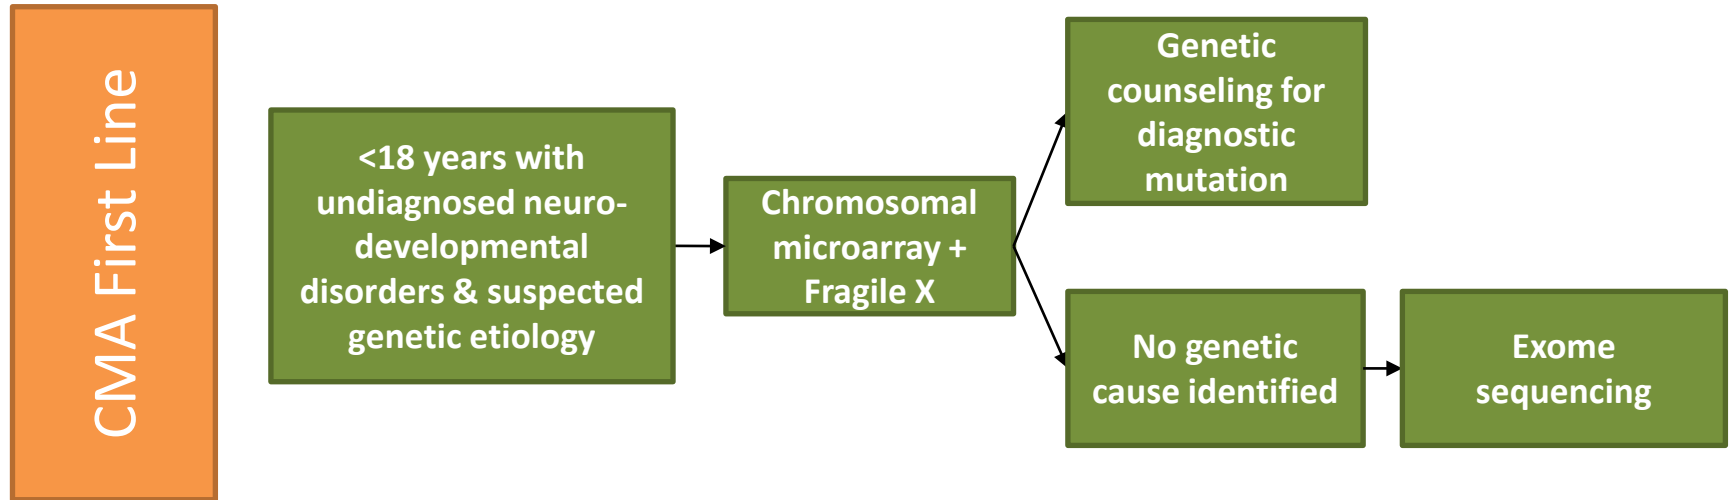 CMA First Line
<18 years with
undiagnosed neuro-
developmental
disorders & suspected
genetic etiology
Chromosomal
microarray +
Fragile X
Genetic
counseling for
diagnostic
mutation
No genetic
cause identified
Exome
sequencing